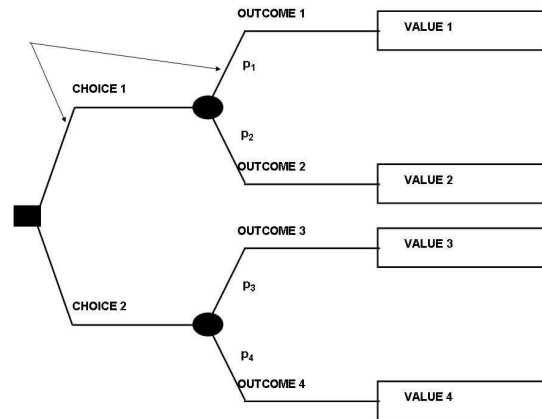 OUTCOME 1
VALUE 1
p1
CHOICE 1
p2
OUTCOME 2
VALUE 2
OUTCOME 3
VALUE 3
p3
CHOICE 2
p4
OUTCOME 4
VALUE 4